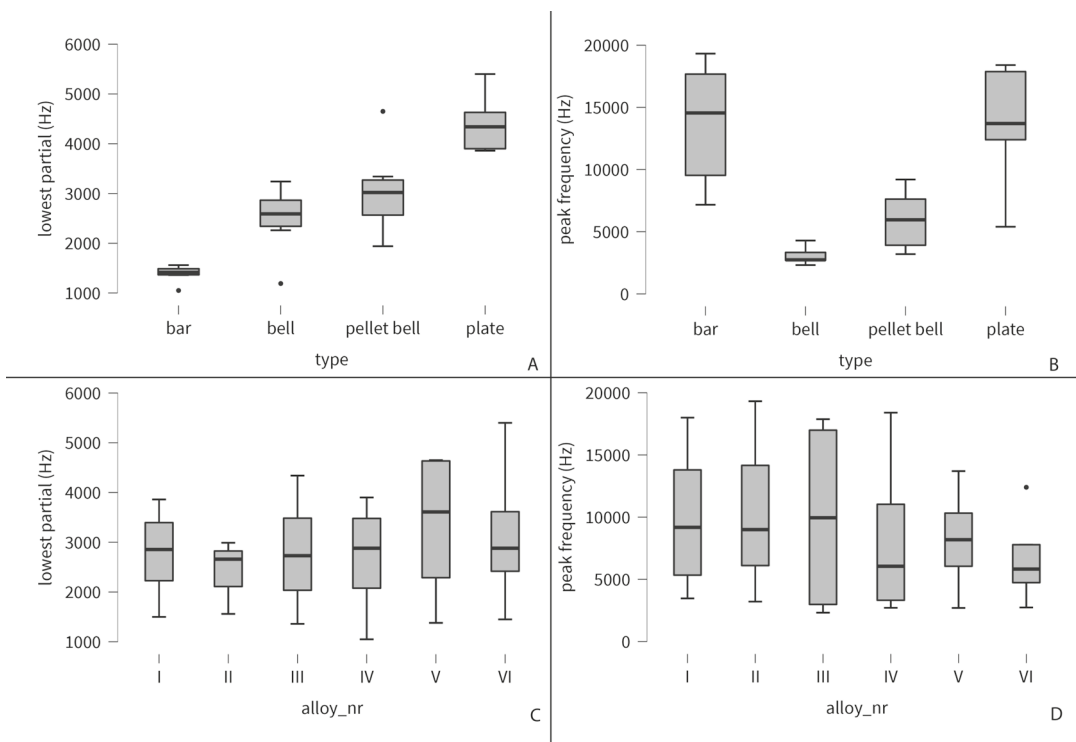 lowest partial (Hz)
6000
5000
4000
3000
2000
1000
bar
bell
pellet bell
plate
type
A
peak frequency (Hz)
20000
15000
10000
5000
0
bar
bell
pellet bell
plate
type
B
lowest partial (Hz)
6000
5000
4000
3000
2000
1000
I
II
III
IV
V
VI
alloy_nr
C
peak frequency (Hz)
20000
15000
10000
5000
0
I
II
III
IV
V
VI
alloy_nr
D